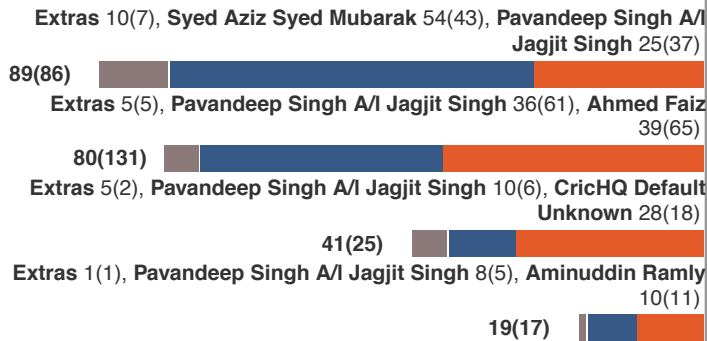 Extras 10(7), Syed Aziz Syed Mubarak 54(43), Pavandeep Singh A/l
Jagjit Singh 25(37)
89(86)
Extras 5(5), Pavandeep Singh A/l Jagjit Singh 36(61), Ahmed Faiz
39(65)
80(131)
Extras 5(2), Pavandeep Singh A/l Jagjit Singh 10(6), CricHQ Default
Unknown 28(18)
41(25)
Extras 1(1), Pavandeep Singh A/l Jagjit Singh 8(5), Aminuddin Ramly
10(11)
19(17)